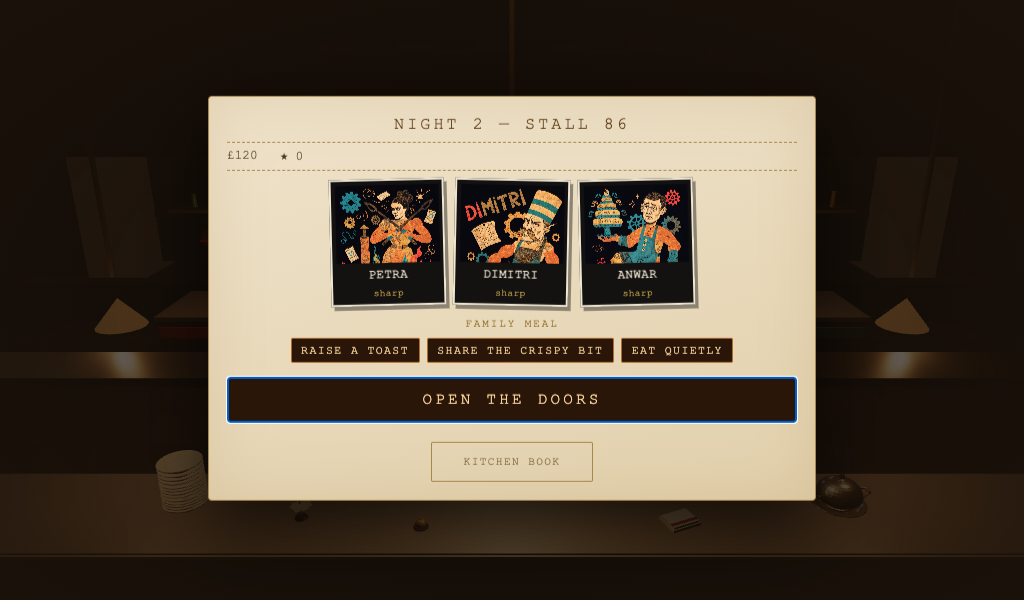 NIGHT 2 — STALL 86
£120 ★ 0
DIMITRI
PETRA
sharp
DIMITRI
sharp
ANWAR
sharp
FAMILY MEAL
RAISE A TOAST
SHARE THE CRISPY BIT
EAT QUIETLY
OPEN THE DOORS
KITCHEN BOOK